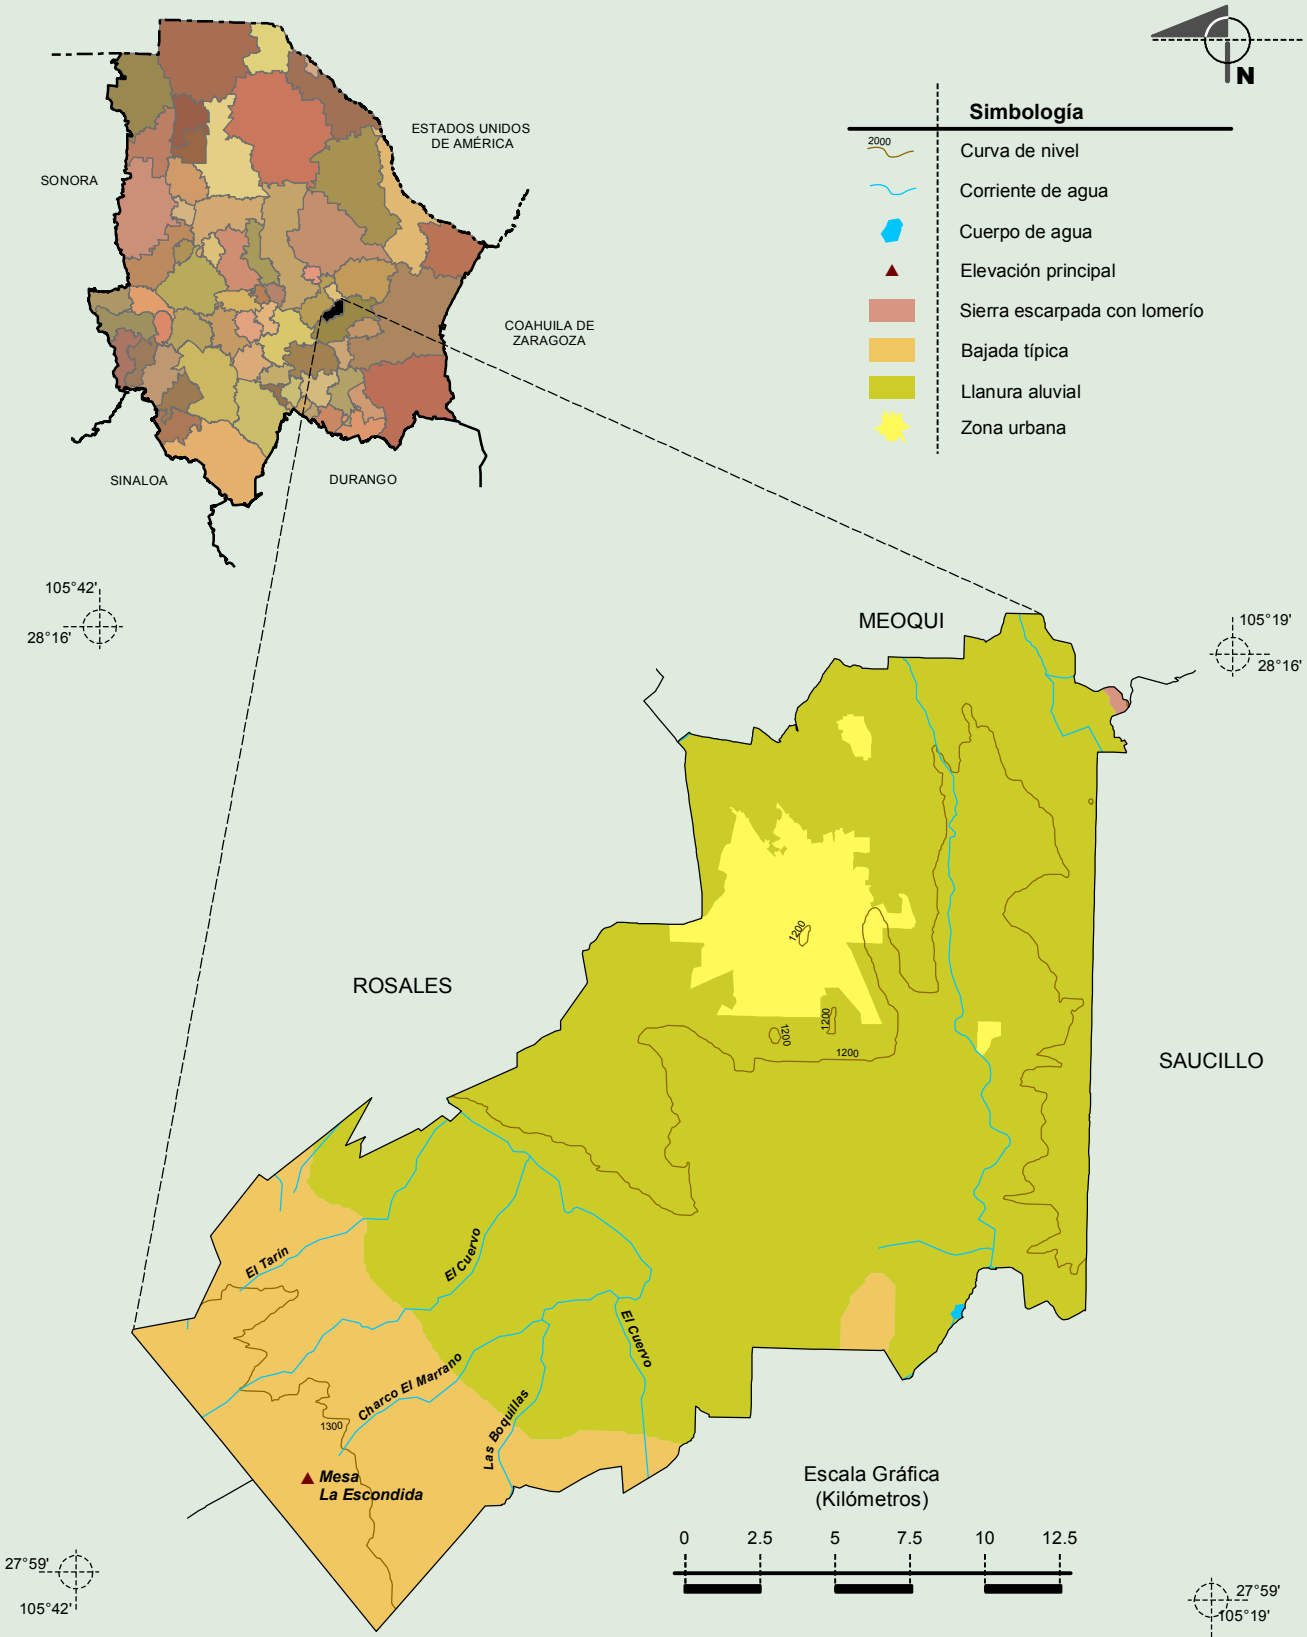 N
ESTADOS UNIDOS
DE AMÉRICA
SONORA
COAHUILA DE
ZARAGOZA
SINALOA
DURANGO
Simbología
2000
Curva de nivel
Corriente de agua
Cuerpo de agua
Elevación principal
Sierra escarpada con lomerío
Bajada típica
Llanura aluvial
Zona urbana
105°42'
28°16'
105°19'
28°16'
MEOQUI
ROSALES
SAUCILLO
1200
1200
1200
1200
El Tarín
El Cuervo
El Cuervo
Charco El Marrano
Las Boquillas
1300
Mesa
La Escondida
Escala Gráfica
(Kilómetros)
0 2.5 5 7.5 10 12.5
27°59'
105°42'
27°59'
105°19'